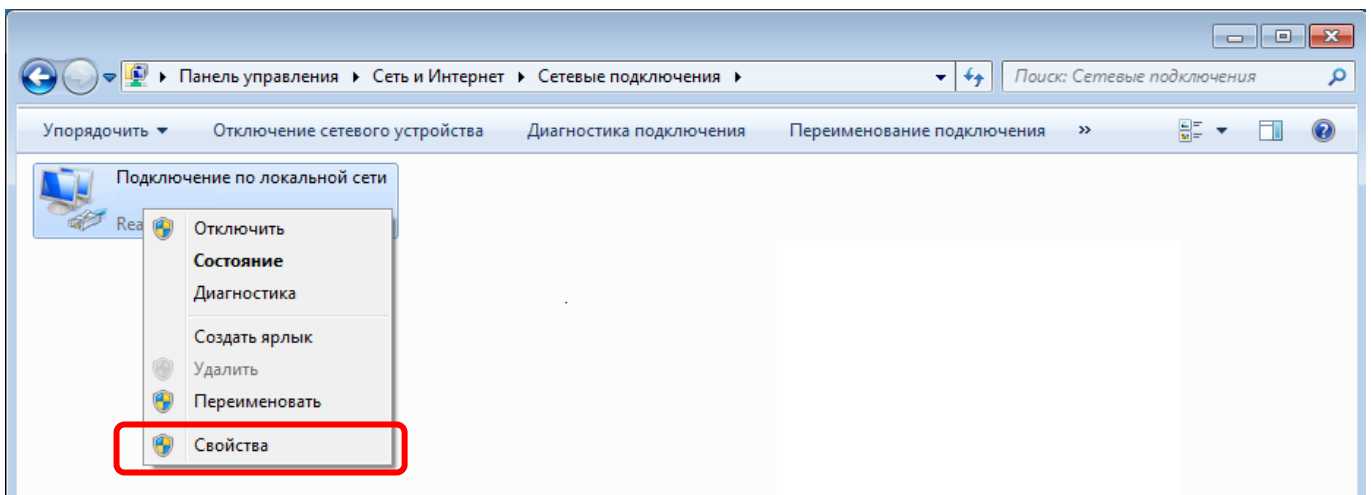 Панель управления Сеть и Интернет Сетевые подключения Поиск: Сетевые подключения
Упорядочить Отключение сетевого устройства Диагностика подключения Переименование подключения »
Подключение по локальной сети
Rea
Отключить
Состояние
Диагностика
Создать ярлык
Удалить
Переименовать
Свойства